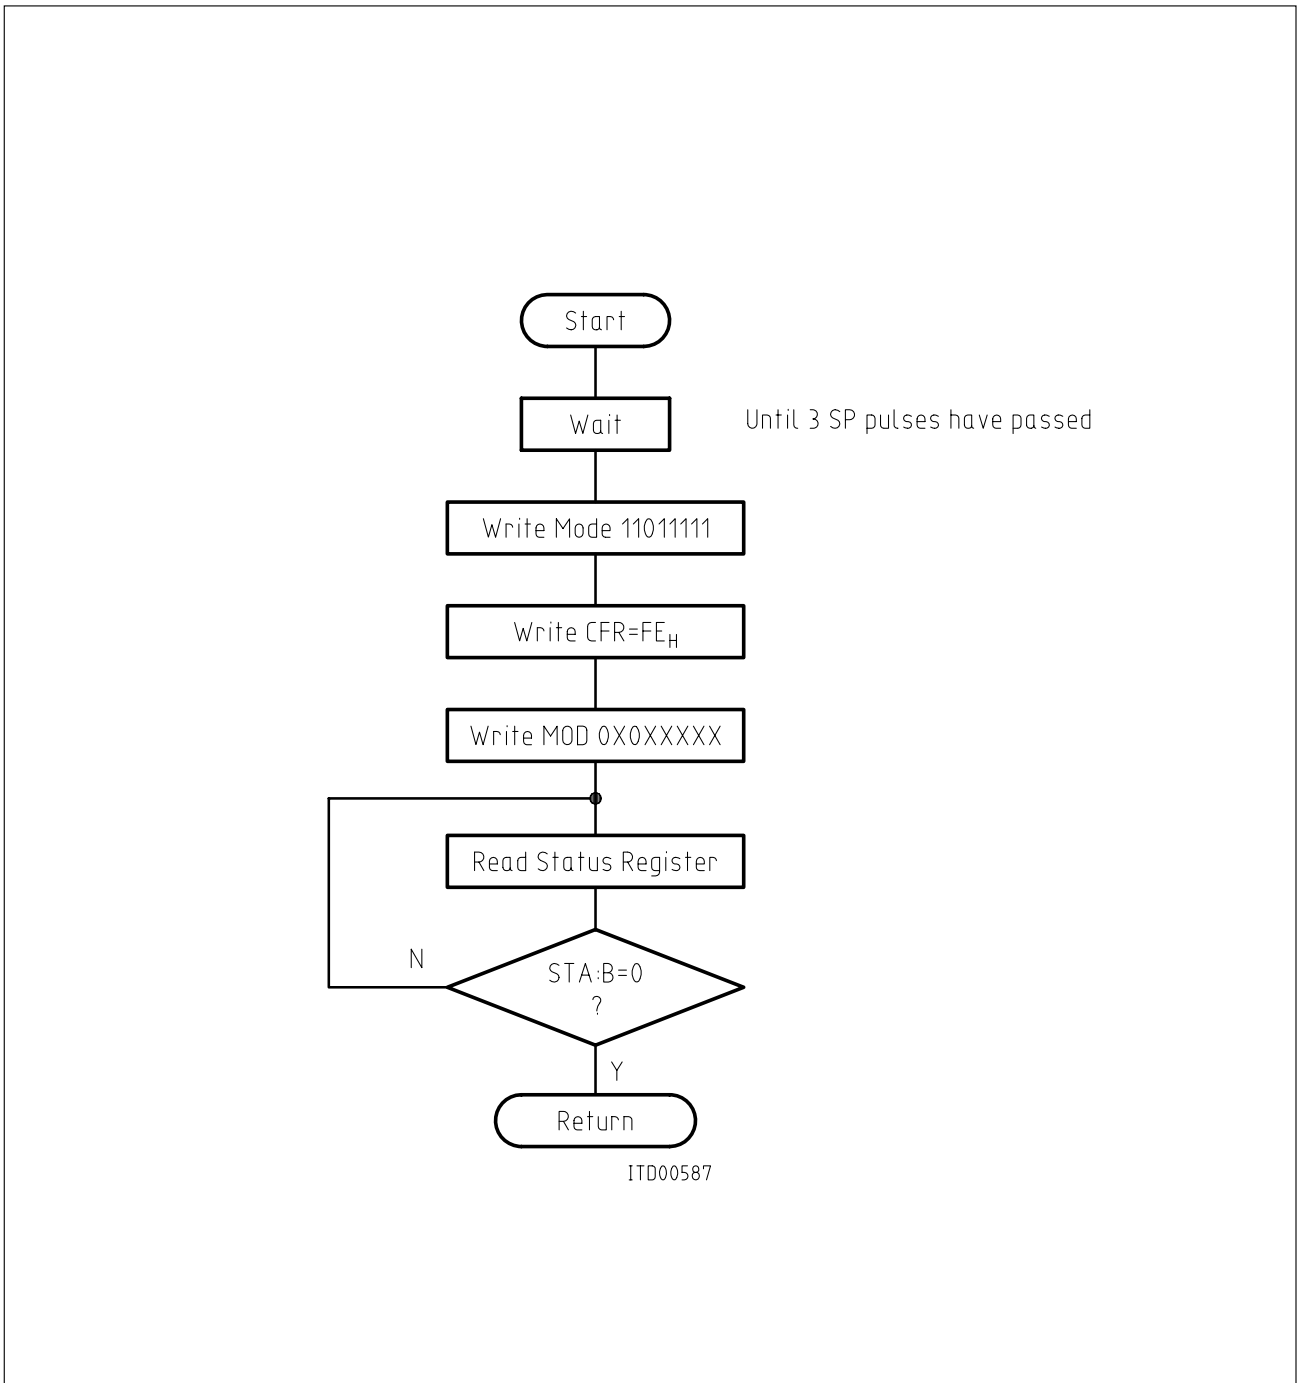 Start
Wait
Until 3 SP pulses have passed
Write Mode 11011111
Write CFR=FE_H
Write MOD 0X0XXXXX
Read Status Register
N
STA:B=0
?
Y
Return
ITD00587